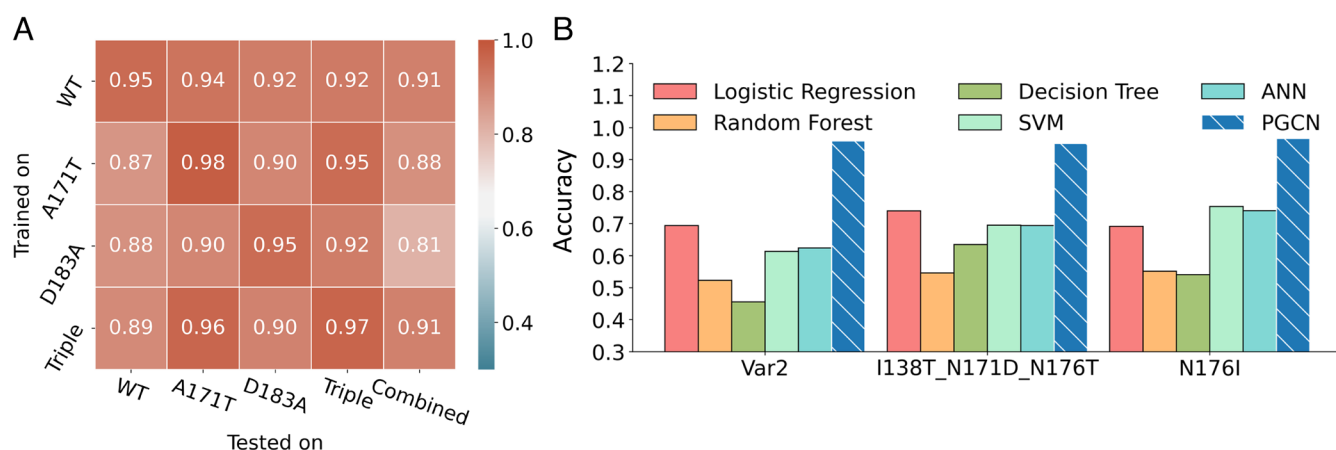 A
Trained on
WT
A171T
D183A
Triple
0.95 0.94 0.92 0.92 0.91
0.87 0.98 0.90 0.95 0.88
0.88 0.90 0.95 0.92 0.81
0.89 0.96 0.90 0.97 0.91
WT A171T D183A Triple Combined
Tested on
1.0
0.8
0.6
0.4
B
Accuracy
1.2
1.1
1.0
0.9
0.8
0.7
0.6
0.5
0.4
0.3
Logistic Regression
Random Forest
Decision Tree
SVM
ANN
PGCN
Var2 I138T_N171D_N176T N176I